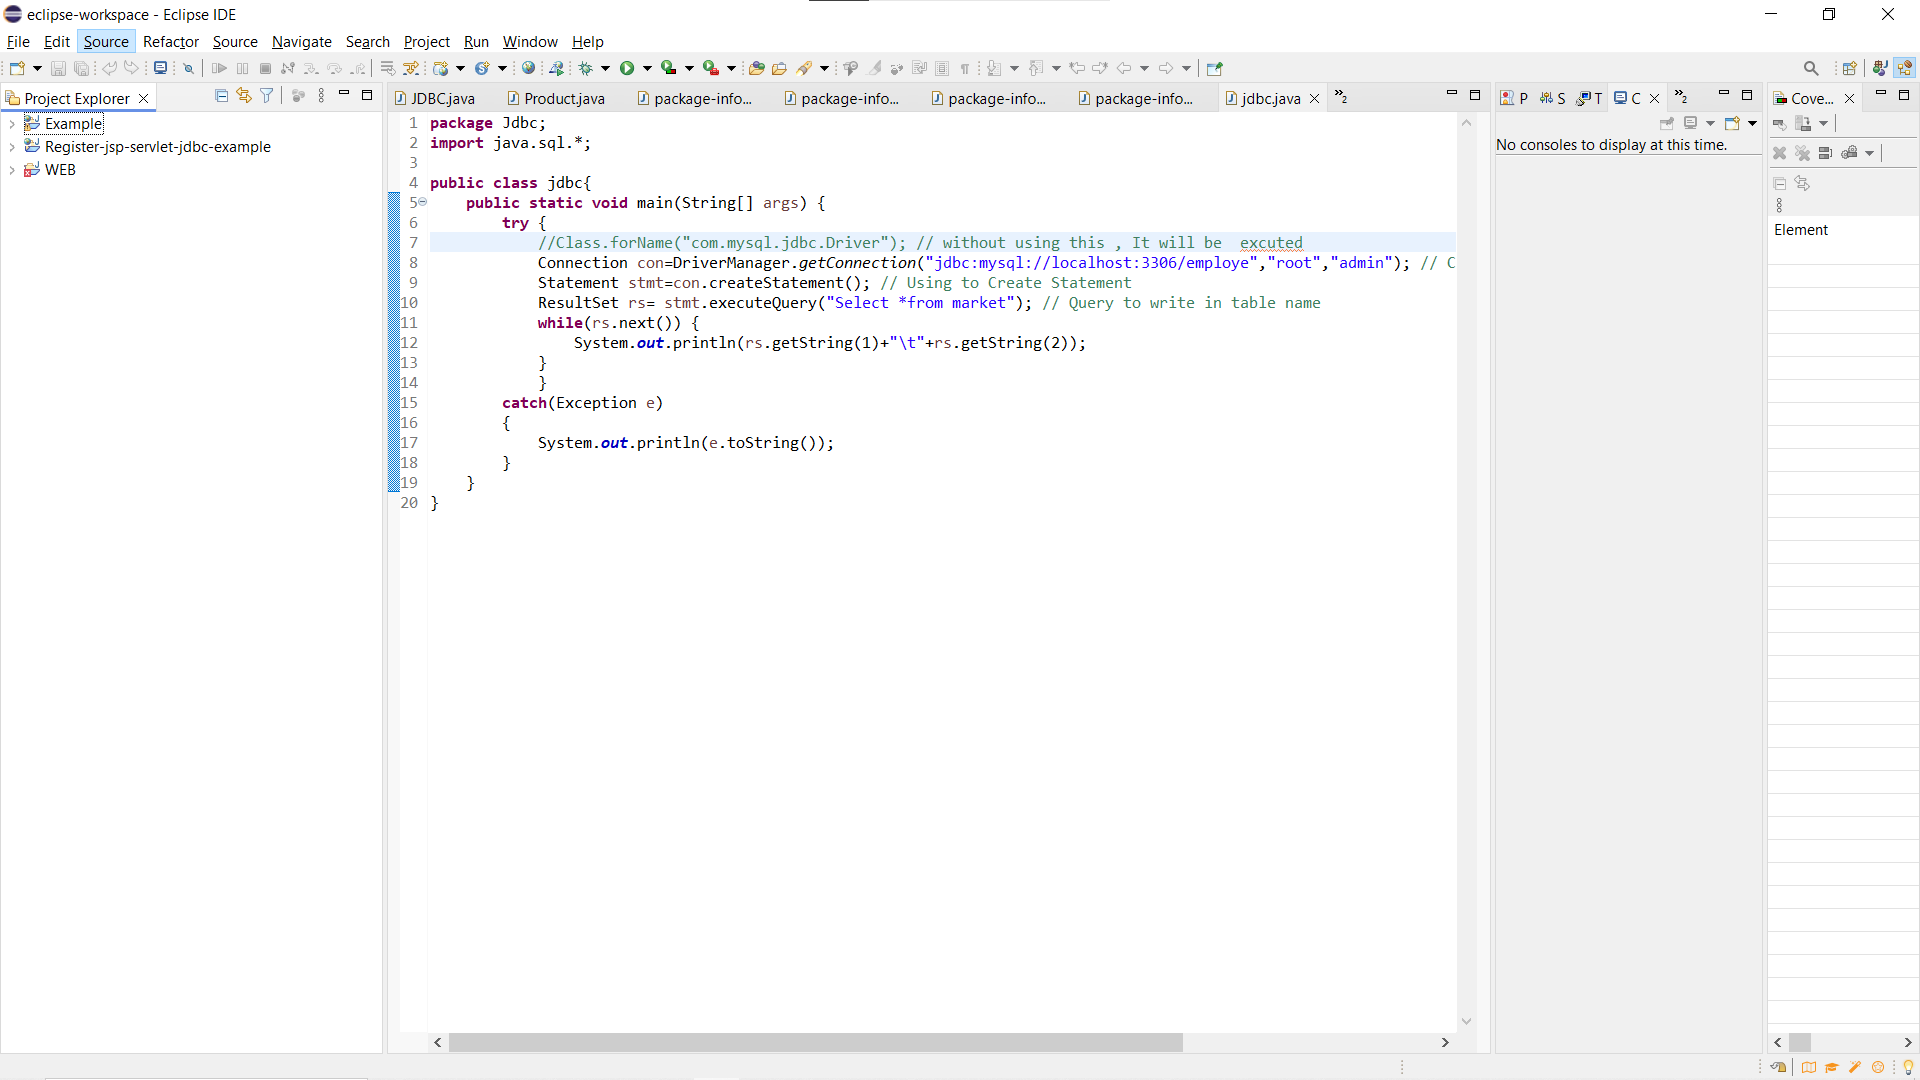 eclipse-workspace - Eclipse IDE
File Edit Source Refactor Source Navigate Search Project Run Window Help
Project Explorer
Example
Register-jsp-servlet-jdbc-example
WEB
JDBC.java Product.java package-info... package-info... package-info... package-info... jdbc.java »2
1 package Jdbc;
2 import java.sql.*;
3
4 public class jdbc{
5 public static void main(String[] args) {
6 try {
7 //Class.forName("com.mysql.jdbc.Driver"); // without using this , It will be  excuted
8 Connection con=DriverManager.getConnection("jdbc:mysql://localhost:3306/employe","root","admin"); // C
9 Statement stmt=con.createStatement(); // Using to Create Statement
10 ResultSet rs= stmt.executeQuery("Select *from market"); // Query to write in table name
11 while(rs.next()) {
12 System.out.println(rs.getString(1)+"\t"+rs.getString(2));
13 }
14 }
15 catch(Exception e)
16 {
17 System.out.println(e.toString());
18 }
19 }
20 }
P S T C »2
No consoles to display at this time.
Cove...
Element